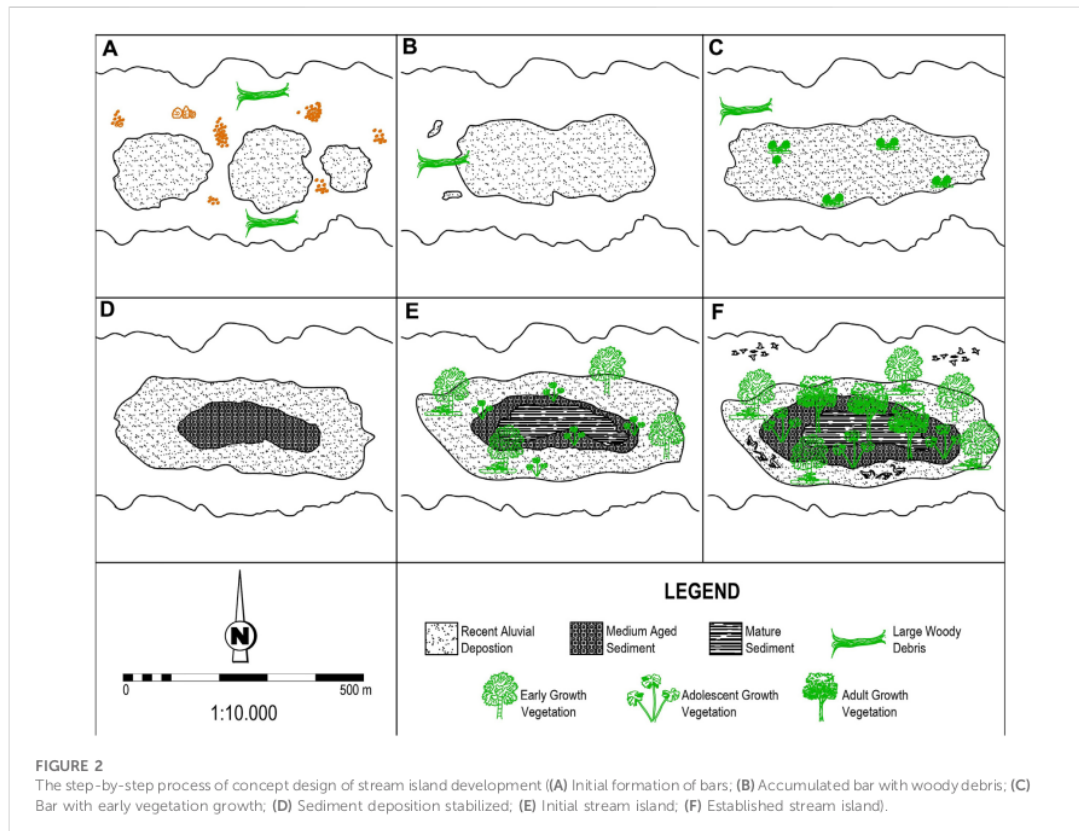 A
B
C
D
E
F
N
0
500 m
1:10.000
LEGEND
Recent Aluvial
Depostion
Medium Aged
Sediment
Mature
Sediment
Large Woody
Debris
Early Growth
Vegetation
Adolescent Growth
Vegetation
Adult Growth
Vegetation
FIGURE 2
The step-by-step process of concept design of stream island development ((A) Initial formation of bars; (B) Accumulated bar with woody debris; (C)
Bar with early vegetation growth; (D) Sediment deposition stabilized; (E) Initial stream island; (F) Established stream island).